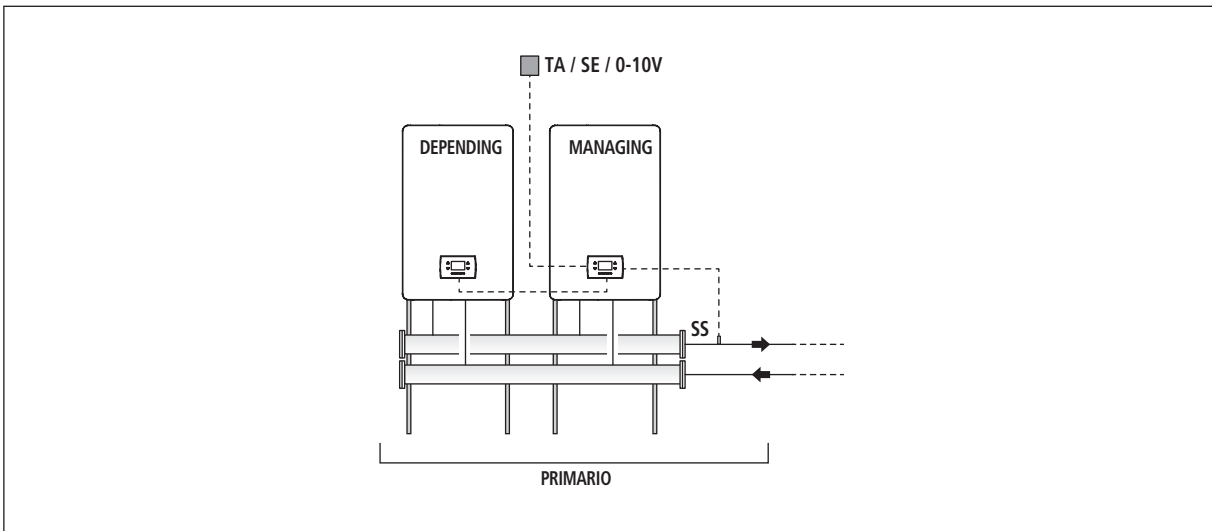 TA / SE / 0-10V
DEPENDING
MANAGING
SS
PRIMARIO